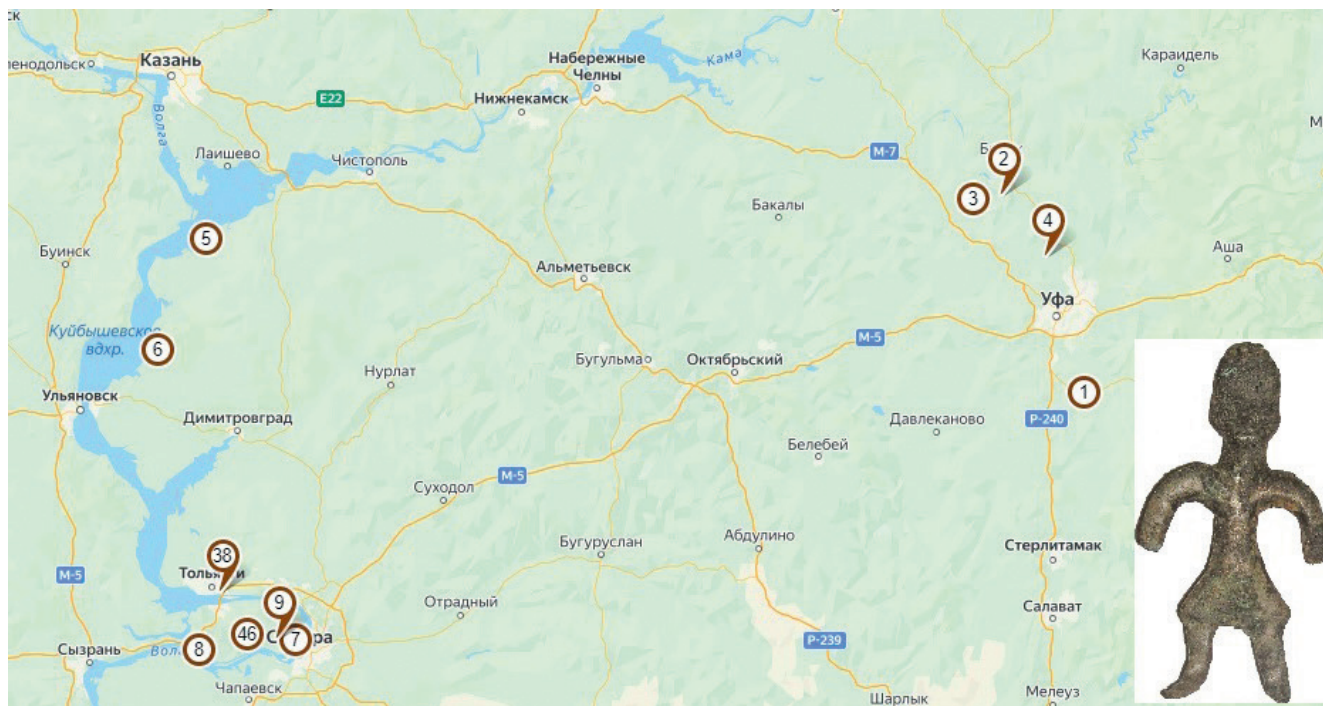 ск
Казань
ленодольск
Волга
E22
Лаишево
Чистополь
Нижнекамск
Набережные
Челны
Кама
М-7
Караидель
М
2
3
4
5
Буинск
Бакалы
Альметьевск
Аша
Уфа
Куйбышевское
вдхр.
6
Бугульма
Октябрьский
М-5
Нурлат
Ульяновск
Димитровград
1
Р-240
Давлеканово
Белебей
М-5
Суходол
Бугуруслан
Абдулино
Стерлитамак
38
М-5
9
Отрадный
Салават
46
7
8
Р-239
Сызрань
Чапаевск
Шарлык
Мелеуз